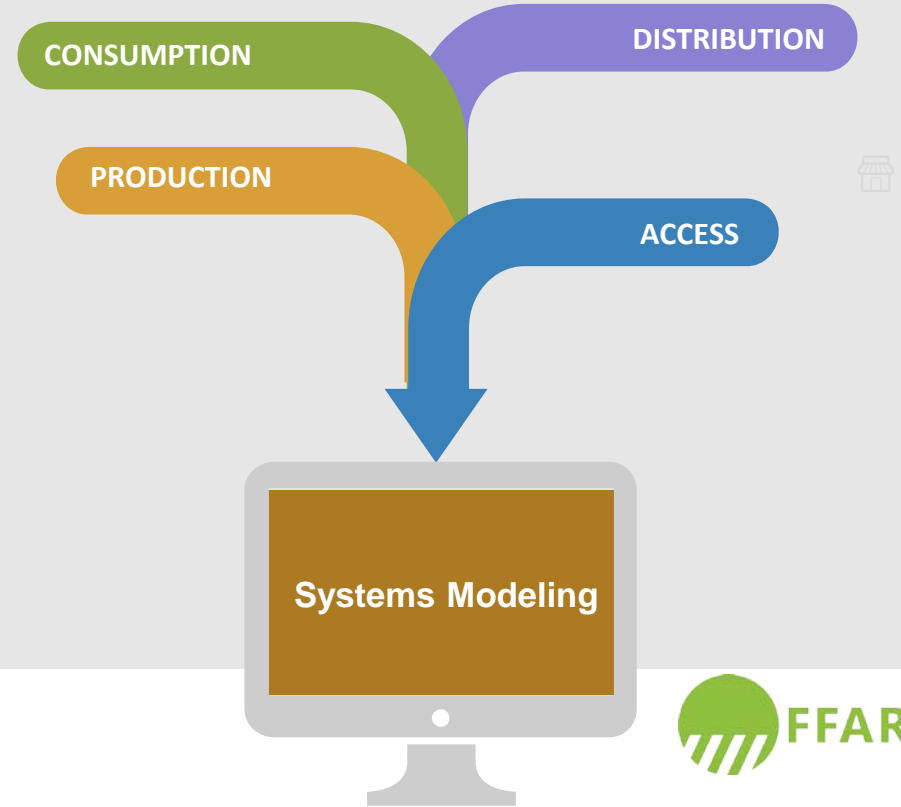 CONSUMPTION
DISTRIBUTION
PRODUCTION
ACCESS
Systems Modeling
FFAR